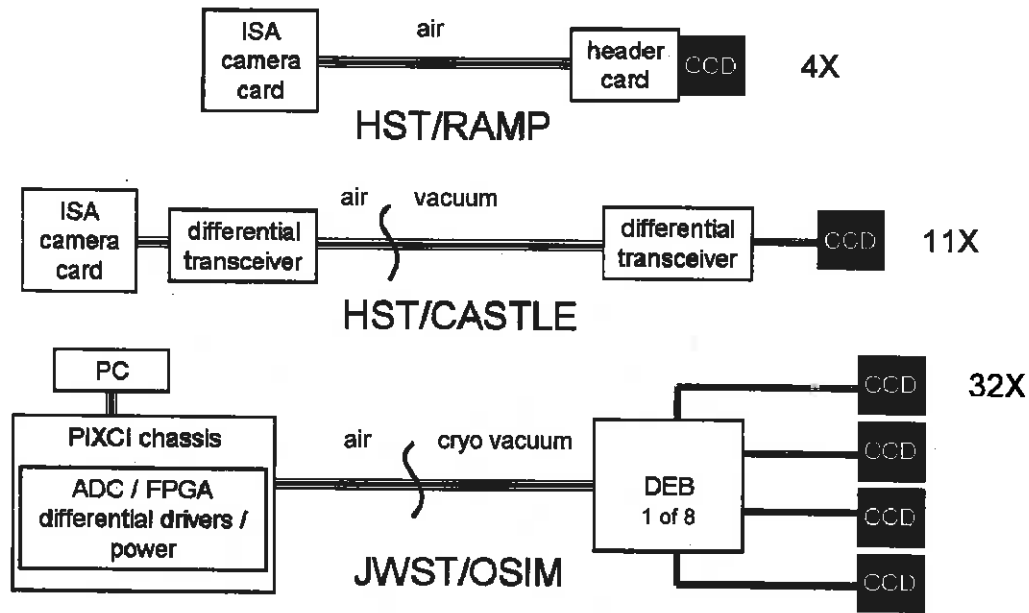 ISA
camera
card
air
header
card
CCD
4X
HST/RAMP
ISA
camera
card
differential
transceiver
air
vacuum
differential
transceiver
CCD
11X
HST/CASTLE
PC
PIXCI chassis
ADC / FPGA
differential drivers /
power
air
cryo vacuum
DEB
1 of 8
CCD
CCD
CCD
CCD
32X
JWST/OSIM